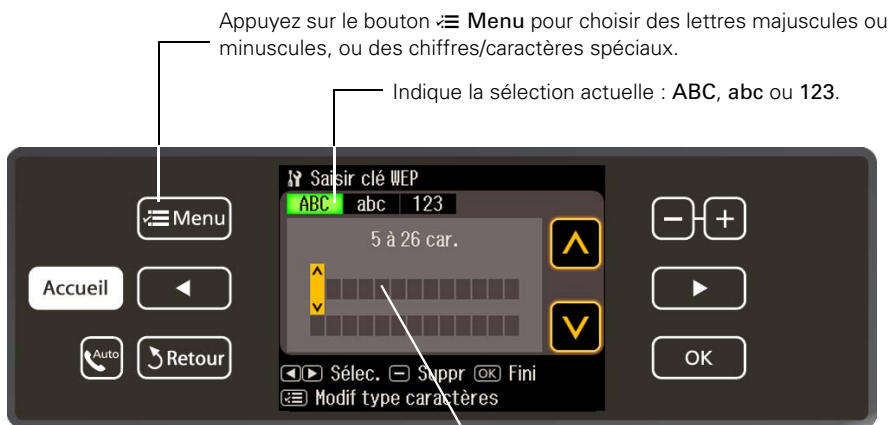 Appuyez sur le bouton Menu pour choisir des lettres majuscules ou
minuscules, ou des chiffres/caractères spéciaux.
Indique la sélection actuelle : ABC, abc ou 123.
Saisir clé WEP
ABC abc 123
5 à 26 car.
Menu
Accueil
Auto
Retour
OK
Sélec. Suppr OK Fini
Modif type caractères